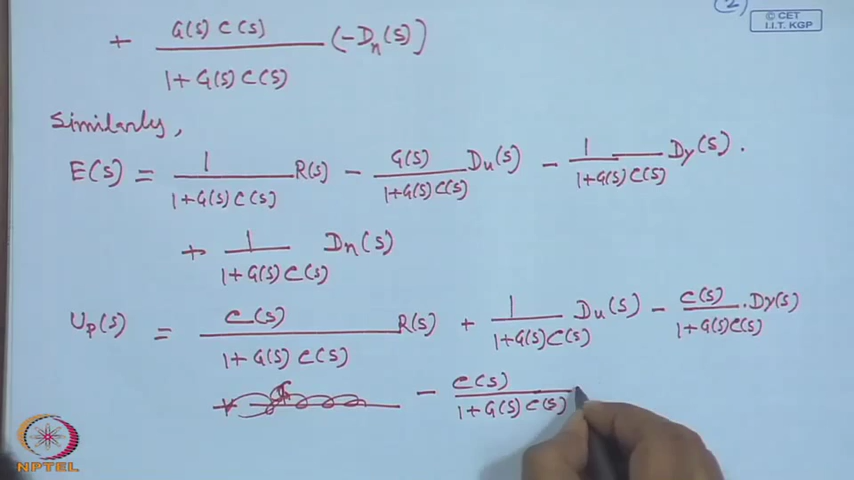 (2)
© CET
I.I.T. KGP
+ G(S) C(S) / 1+G(S)C(S) (-Dn(S)]
Similarly,
E(S) = 1 / 1+G(S)C(S) R(S) - G(S) / 1+G(S)C(S) Du(S) - 1 / 1+G(S)C(S) Dy(S).
+ 1 / 1+G(S)C(S) Dn(S)
Up(S) = C(S) / 1+G(S)C(S) R(S) + 1 / 1+G(S)C(S) Du(S) - C(S) / 1+G(S)C(S) . Dy(S)
- C(S) / 1+G(S)C(S)
NPTEL